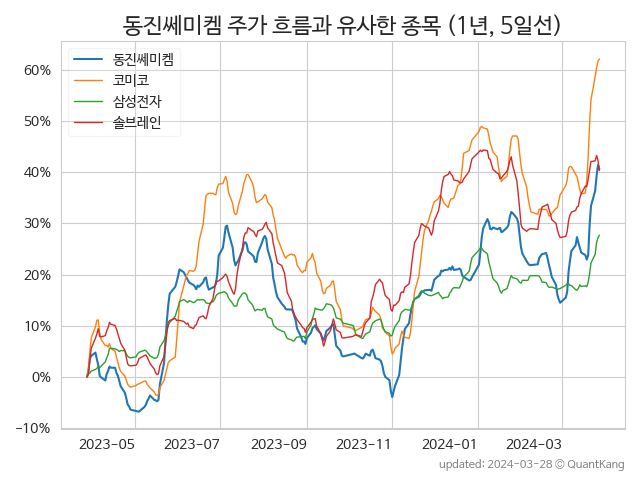 동진쎄미켐 주가 흐름과 유사한 종목 (1년, 5일선)
동진쎄미켐
코미코
삼성전자
솔브레인
60%
50%
40%
30%
20%
10%
0%
−10%
2023-05 2023-07 2023-09 2023-11 2024-01 2024-03
updated: 2024-03-28 © QuantKang